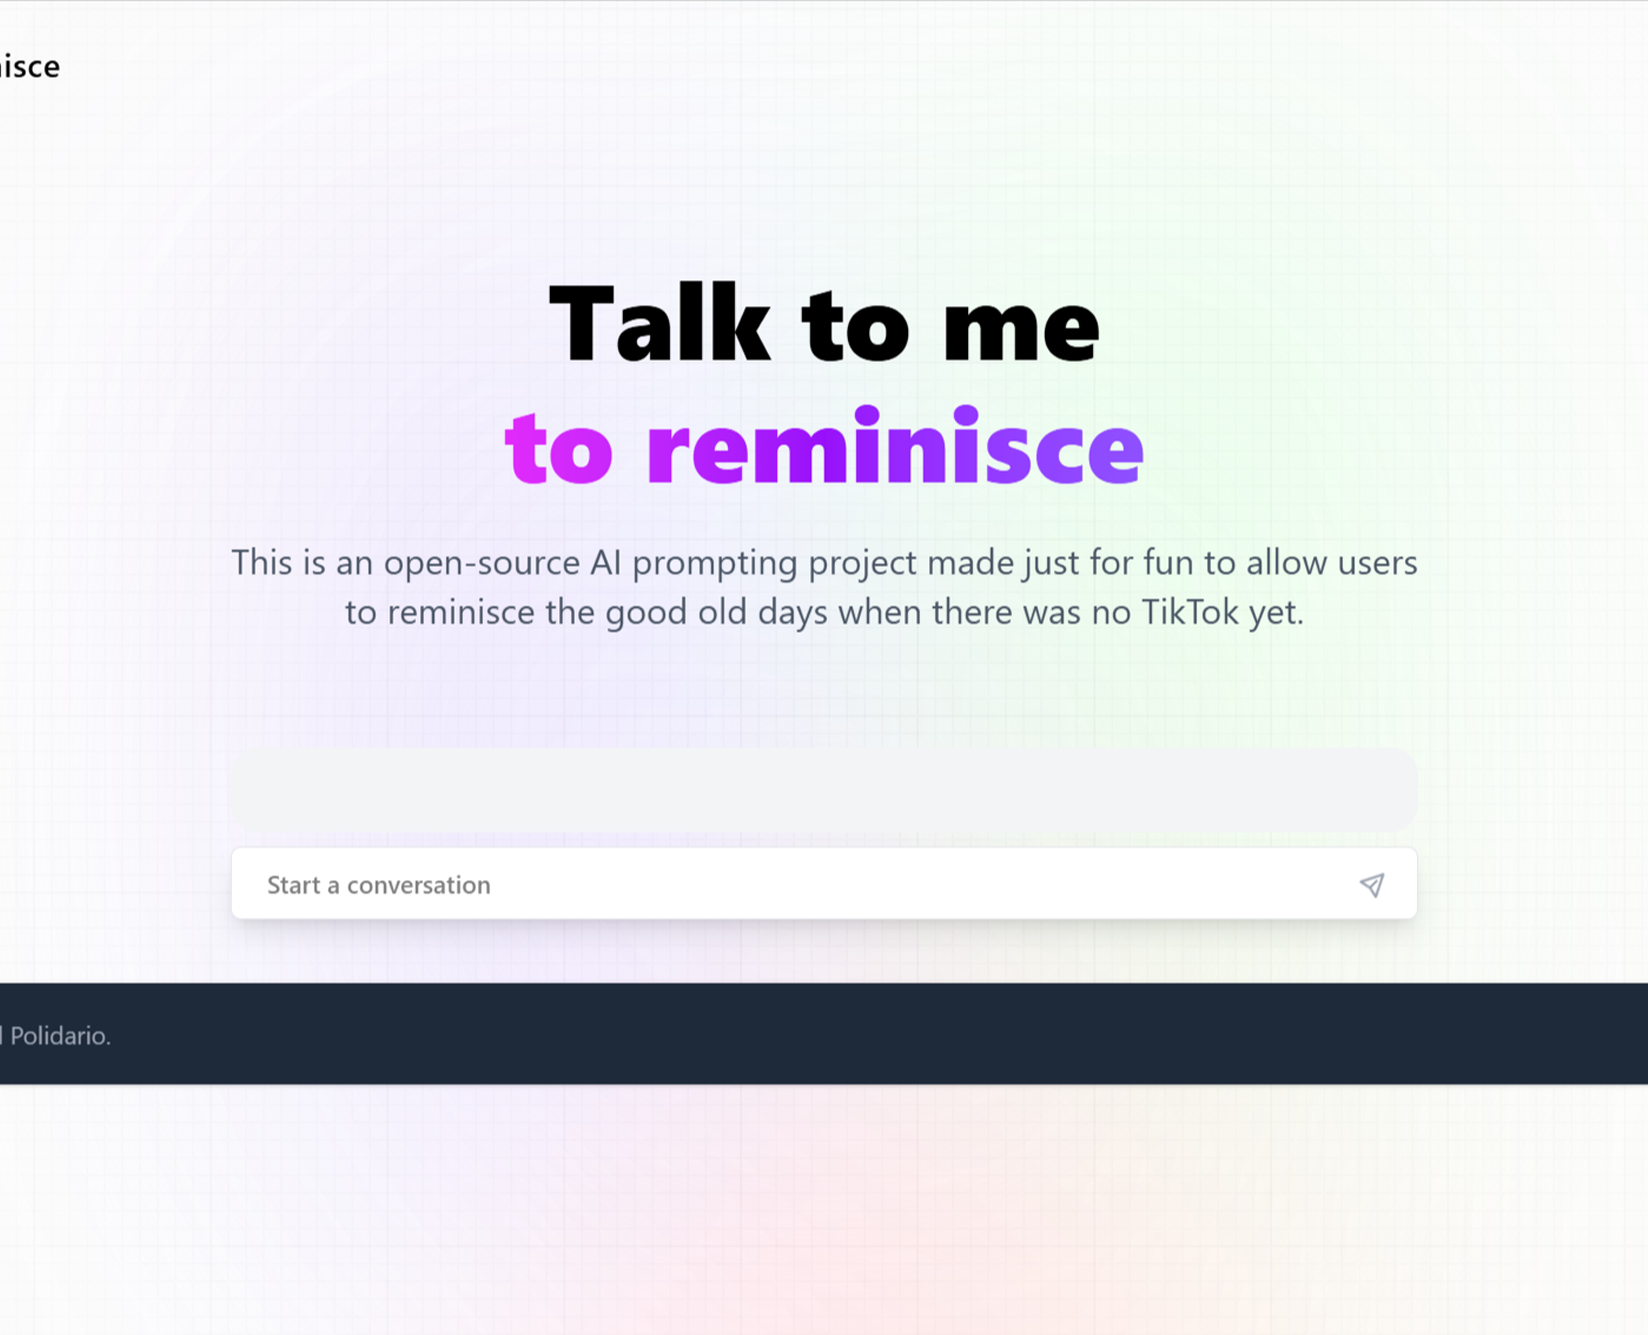 Talk to me
to reminisce
This is an open-source AI prompting project made just for fun to allow users
to reminisce the good old days when there was no TikTok yet.
Start a conversation
Polidario.